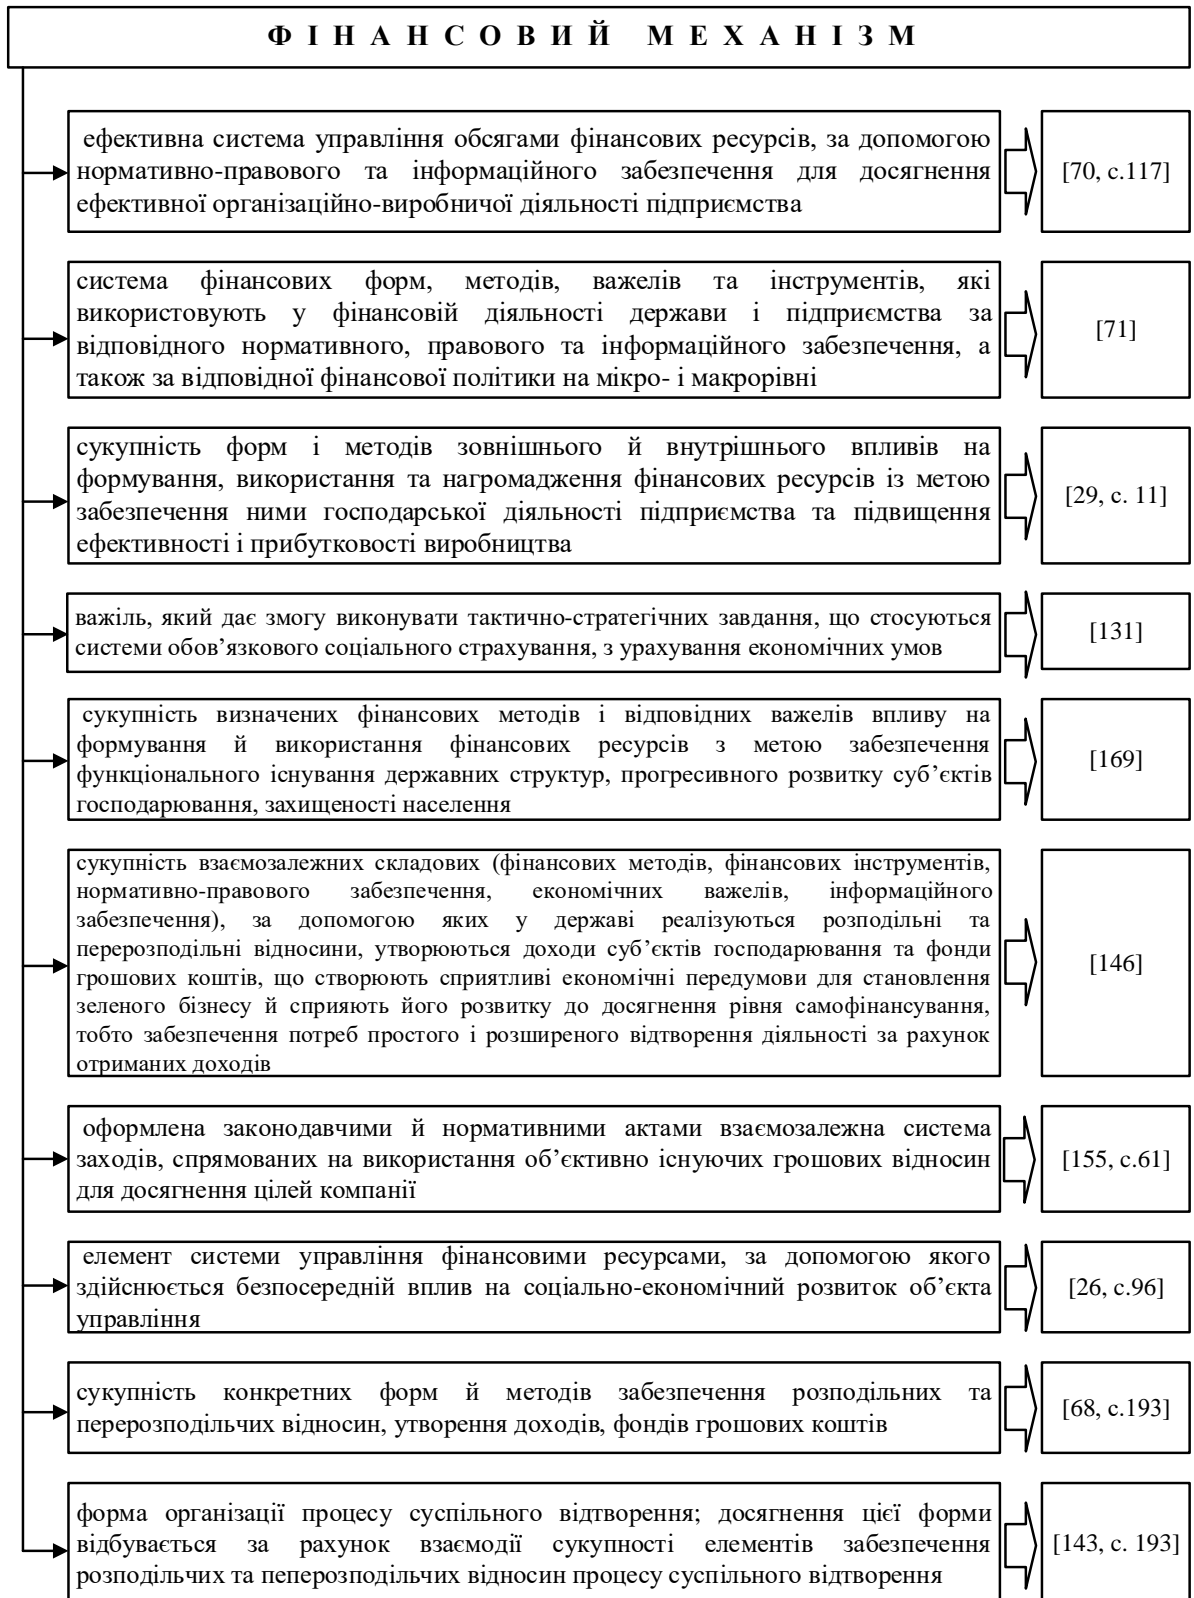 ФІНАНСОВИЙ МЕХАНІЗМ
ефективна система управління обсягами фінансових ресурсів, за допомогою
нормативно-правового та інформаційного забезпечення для досягнення
ефективної організаційно-виробничої діяльності підприємства
[70, с.117]
система фінансових форм, методів, важелів та інструментів, які
використовують у фінансовій діяльності держави і підприємства за
відповідного нормативного, правового та інформаційного забезпечення, а
також за відповідної фінансової політики на мікро- і макрорівні
[71]
сукупність форм і методів зовнішнього й внутрішнього впливів на
формування, використання та нагромадження фінансових ресурсів із метою
забезпечення ними господарської діяльності підприємства та підвищення
ефективності і прибутковості виробництва
[29, с. 11]
важіль, який дає змогу виконувати тактично-стратегічних завдання, що стосуються
системи обов’язкового соціального страхування, з урахування економічних умов
[131]
сукупність визначених фінансових методів і відповідних важелів впливу на
формування й використання фінансових ресурсів з метою забезпечення
функціонального існування державних структур, прогресивного розвитку суб’єктів
господарювання, захищеності населення
[169]
сукупність взаємозалежних складових (фінансових методів, фінансових інструментів,
нормативно-правового забезпечення, економічних важелів, інформаційного
забезпечення), за допомогою яких у державі реалізуються розподільні та
перерозподільні відносини, утворюються доходи суб’єктів господарювання та фонди
грошових коштів, що створюють сприятливі економічні передумови для становлення
зеленого бізнесу й сприяють його розвитку до досягнення рівня самофінансування,
тобто забезпечення потреб простого і розширеного відтворення діяльності за рахунок
отриманих доходів
[146]
оформлена законодавчими й нормативними актами взаємозалежна система
заходів, спрямованих на використання об’єктивно існуючих грошових відносин
для досягнення цілей компанії
[155, с.61]
елемент системи управління фінансовими ресурсами, за допомогою якого
здійснюється безпосередній вплив на соціально-економічний розвиток об’єкта
управління
[26, с.96]
сукупність конкретних форм й методів забезпечення розподільних та
перерозподільчих відносин, утворення доходів, фондів грошових коштів
[68, с.193]
форма організації процесу суспільного відтворення; досягнення цієї форми
відбувається за рахунок взаємодії сукупності елементів забезпечення
розподільчих та пеперозподільчих відносин процесу суспільного відтворення
[143, с. 193]